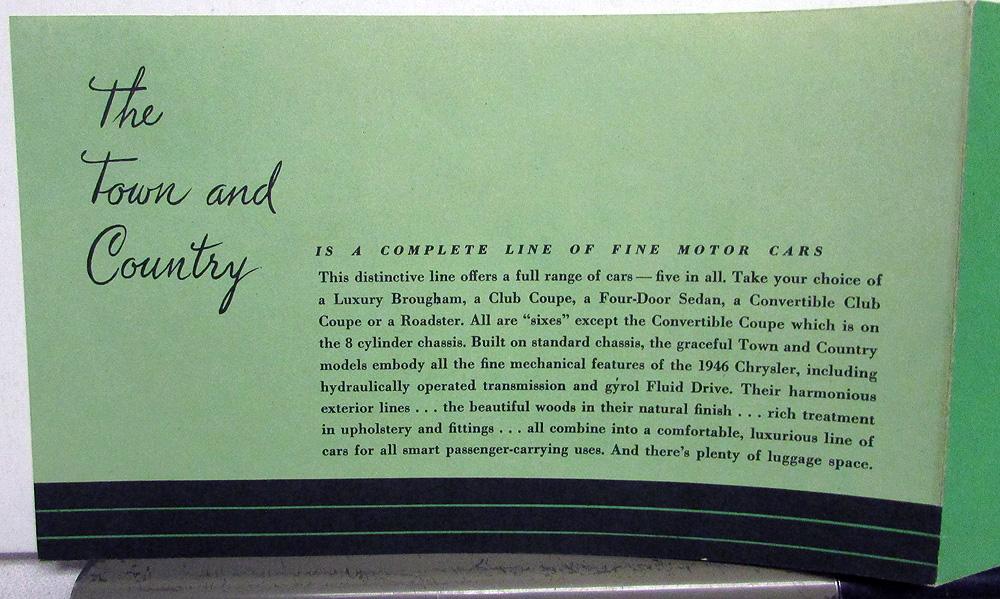 The
Town and
Country
IS A COMPLETE LINE OF FINE MOTOR CARS
This distinctive line offers a full range of cars — five in all. Take your choice of
a Luxury Brougham, a Club Coupe, a Four-Door Sedan, a Convertible Club
Coupe or a Roadster. All are “sixes” except the Convertible Coupe which is on
the 8 cylinder chassis. Built on standard chassis, the graceful Town and Country
models embody all the fine mechanical features of the 1946 Chrysler, including
hydraulically operated transmission and gýrol Fluid Drive. Their harmonious
exterior lines . . . the beautiful woods in their natural finish . . . rich treatment
in upholstery and fittings . . . all combine into a comfortable, luxurious line of
cars for all smart passenger-carrying uses. And there’s plenty of luggage space.